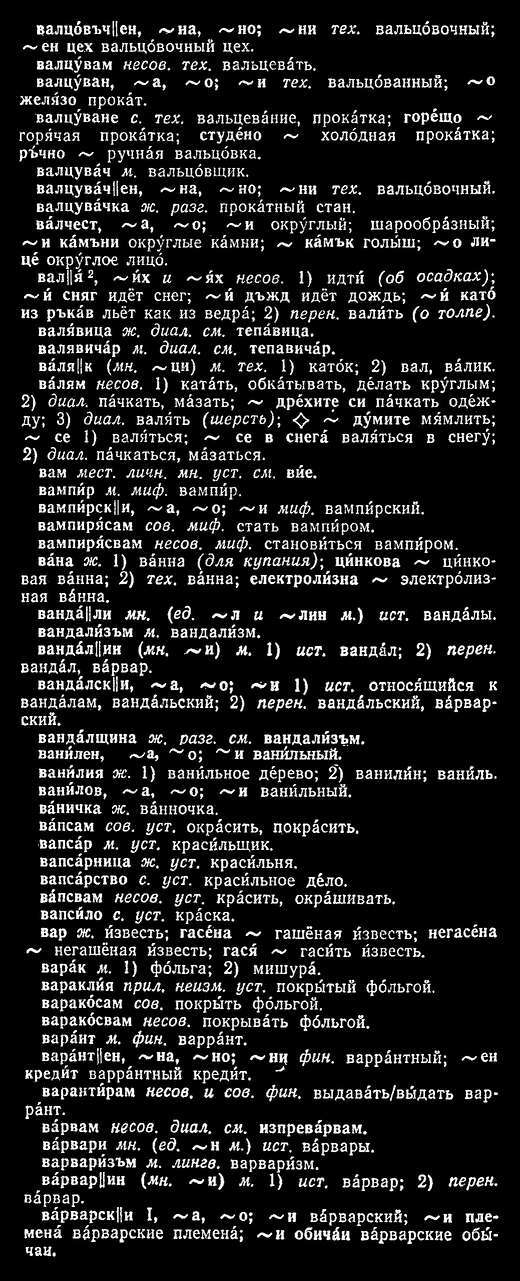 валцо́въч||ен, ~на, ~но; ~ни тех. вальцо́вочный;
~ен цех вальцо́вочный цех.
валцу́вам несов. тех. вальцева́ть.
валцу́ван, ~а, ~о; ~и тех. вальцо́ванный; ~о
желя́зо прока́т.
валцу́ване с. тех. вальцева́ние, прока́тка; горе́що ~
горя́чая прока́тка; студе́но ~ холо́дная прока́тка;
ръ́чно ~ ручна́я вальцо́вка.
валцува́ч м. вальцо́вщик.
валцува́ч||ен, ~на, ~но; ~ни тех. вальцо́вочный.
валцува́чка ж. разг. прока́тный стан.
ва́лчест, ~а, ~о; ~и окру́глый; шарообра́зный;
~и ка́мъни окру́глые ка́мни; ~ ка́мък голы́ш; ~о ли-
це́ окру́глое лицо́.
вал||я́², ~и́х и ~я́х несов. 1) идти́ (об осадках);
~и́ сняг идёт снег; ~и́ дъжд идёт дождь; ~и́ като́
из ръка́в льёт как из ведра́; 2) перен. вали́ть (о толпе).
валя́вица ж. диал. см. тепа́вица.
валявича́р м. диал. см. тепавича́р.
валя́||к (мн. ~ци) м. тех. 1) като́к; 2) вал, ва́лик.
ва́лям несов. 1) ката́ть, обка́тывать, де́лать кру́глым;
2) диал. па́чкать, ма́зать; ~ дре́хите си па́чкать оде́ж-
ду; 3) диал. валя́ть (шерсть); ◇ ~ ду́мите мя́млить;
~ се 1) валя́ться; ~ се в снега́ валя́ться в снегу́;
2) диал. па́чкаться, ма́заться.
вам мест. личн. мн. уст. см. ви́е.
вампи́р м. миф. вампи́р.
вампи́рск||и, ~а, ~о; ~и миф. вампи́рский.
вампиря́сам сов. миф. стать вампи́ром.
вампиря́свам несов. миф. станови́ться вампи́ром.
ва́на ж. 1) ва́нна (для купания); ци́нкова ~ ци́нко-
вая ва́нна; 2) тех. ва́нна; електроли́зна ~ электро́лиз-
ная ва́нна.
ванда́||ли мн. (ед. ~л и ~лин м.) ист. ванда́лы.
вандали́зъм м. вандали́зм.
ванда́л||ин (мн. ~и) м. 1) ист. ванда́л; 2) перен.
ванда́л, ва́рвар.
ванда́лск||и, ~а, ~о; ~и 1) ист. относя́щийся к
ванда́лам, ванда́льский; 2) перен. ванда́льский, ва́рвар-
ский.
ванда́лщина ж. разг. см. вандали́зъм.
вани́лен, ~а, ~о; ~и вани́льный.
вани́лия ж. 1) вани́льное де́рево; 2) ванили́н; вани́ль.
вани́лов, ~а, ~о; ~и вани́льный.
ва́ничка ж. ва́нночка.
ва́псам сов. уст. окра́сить, покра́сить.
вапса́р м. уст. краси́льщик.
вапса́рница ж. уст. краси́льня.
вапса́рство с. уст. краси́льное де́ло.
ва́псвам несов. уст. кра́сить, окра́шивать.
вапси́ло с. уст. кра́ска.
вар ж. и́звесть; гасе́на ~ гашёная и́звесть; негасе́на
~ негашёная и́звесть; гася́ ~ гаси́ть и́звесть.
вара́к м. 1) фо́льга; 2) мишура́.
варакли́я прил. неизм. уст. покры́тый фо́льгой.
варако́сам сов. покры́ть фо́льгой.
варако́свам несов. покрыва́ть фо́льгой.
вара́нт м. фин. варра́нт.
вара́нт||ен, ~на, ~но; ~ни фин. варра́нтный; ~ен
креди́т варра́нтный креди́т.
варанти́рам несов. и сов. фин. выдава́ть/вы́дать вар-
ра́нт.
ва́рвам несов. диал. см. изпрева́рвам.
ва́рвари мн. (ед. ~н м.) ист. ва́рвары.
варвари́зъм м. лингв. варвари́зм.
ва́рвар||ин (мн. ~и) м. 1) ист. ва́рвар; 2) перен.
ва́рвар.
ва́рварск||и I, ~а, ~о; ~и ва́рварский; ~и пле-
мена́ ва́рварские племена́; ~и обича́и ва́рварские обы́-
чаи.